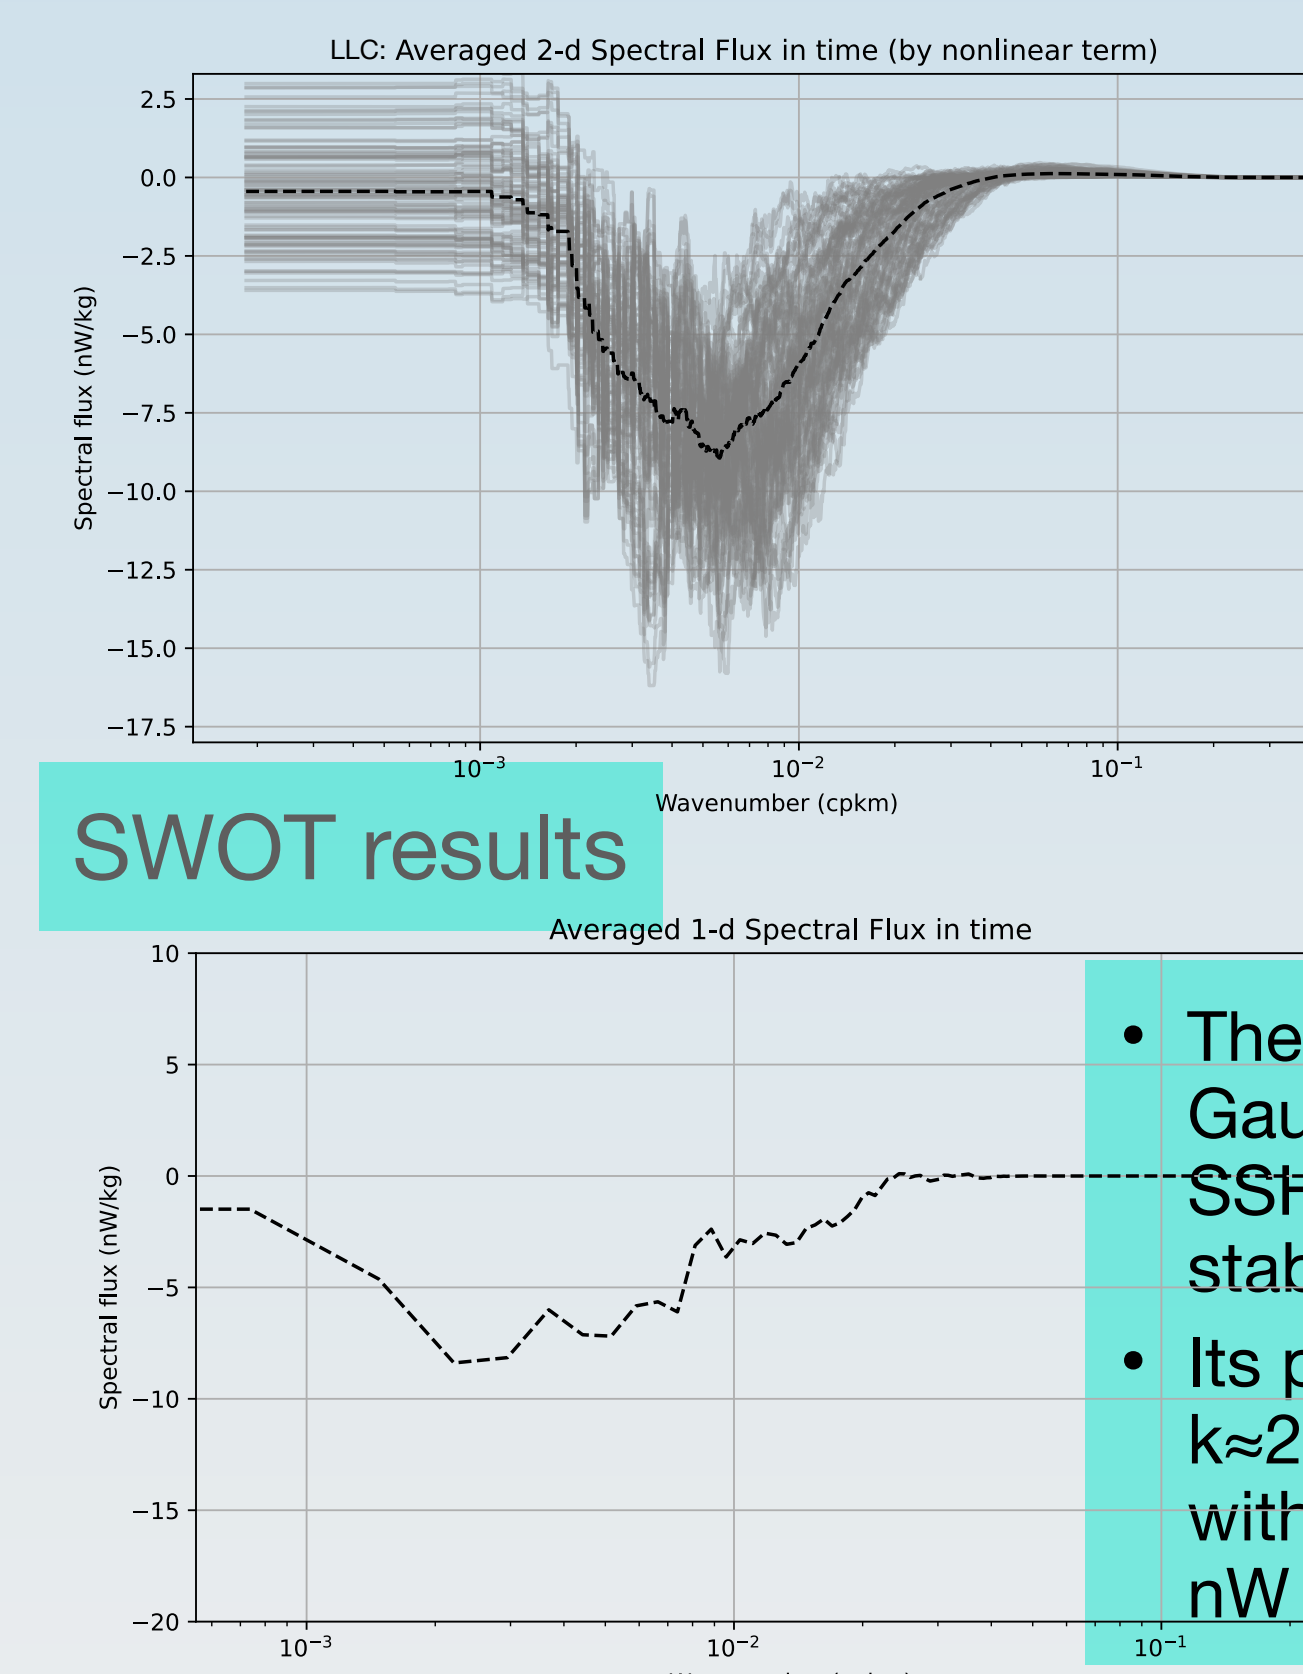 LLC: Averaged 2-d Spectral Flux in time (by nonlinear term)
2.5
0.0
−2.5
−5.0
−7.5
−10.0
−12.5
−15.0
−17.5
Spectral flux (nW/kg)
10⁻³ 10⁻² 10⁻¹
Wavenumber (cpkm)
SWOT results
Averaged 1-d Spectral Flux in time
10
5
0
−5
−10
−15
−20
Spectral flux (nW/kg)
10⁻³ 10⁻² 10⁻¹
• The
• Its
k≈2
with
nW